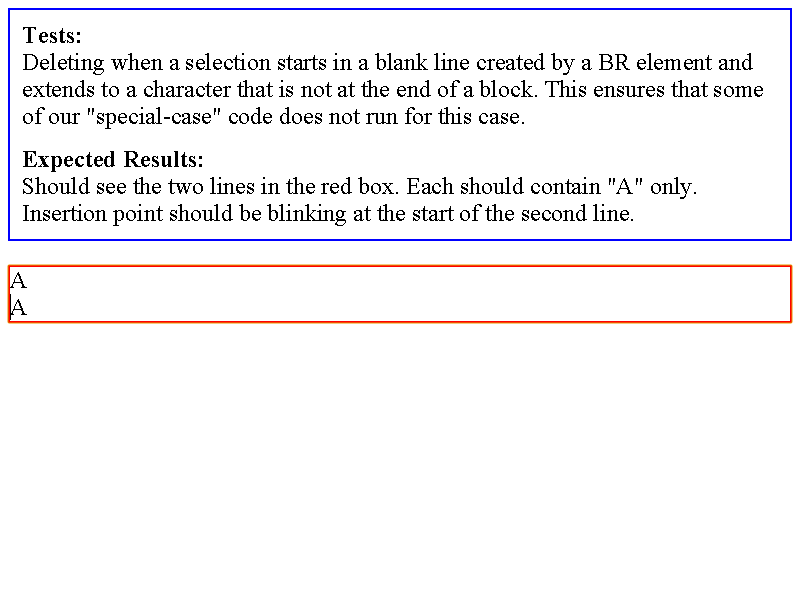 Tests:
Deleting when a selection starts in a blank line created by a BR element and
extends to a character that is not at the end of a block. This ensures that some
of our "special-case" code does not run for this case.
Expected Results:
Should see the two lines in the red box. Each should contain "A" only.
Insertion point should be blinking at the start of the second line.
A
A